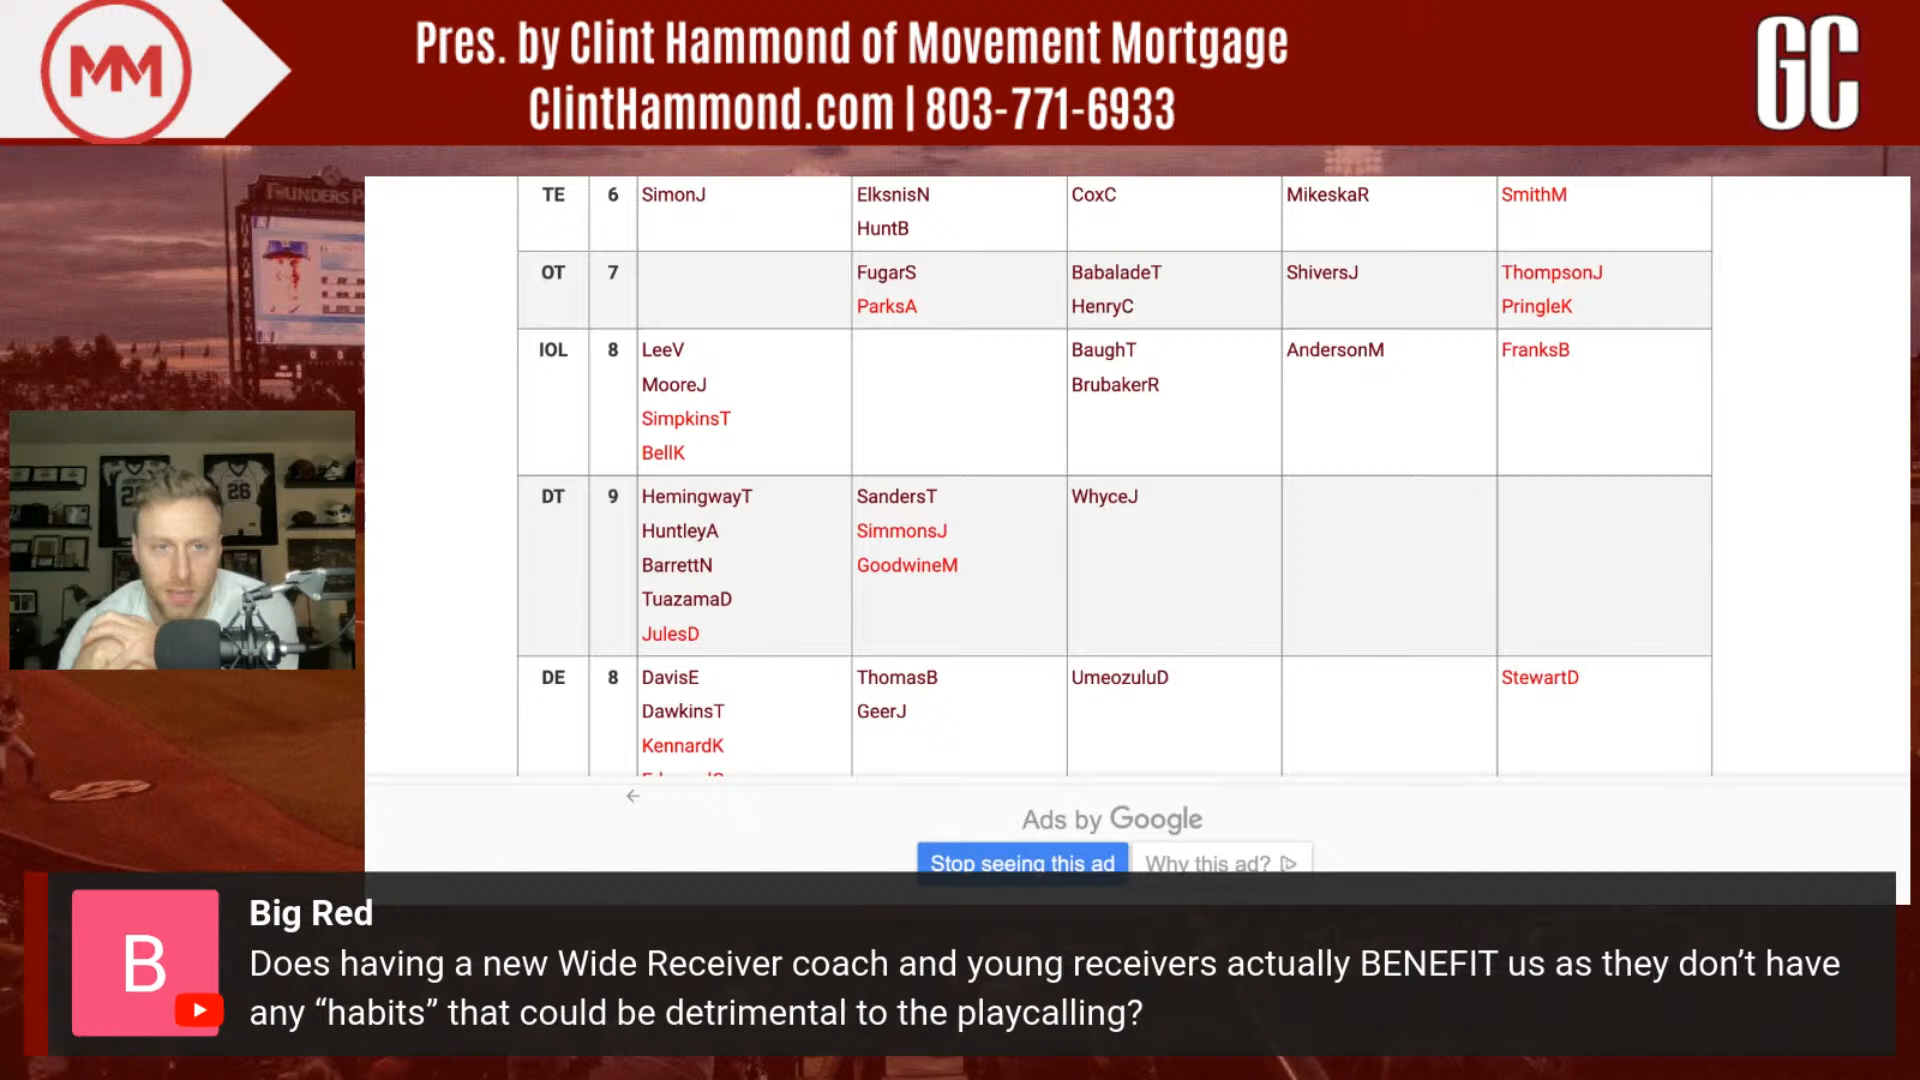 MM
Pres. by Clint Hammond of Movement Mortgage
ClintHammond.com | 803-771-6933
GC
FOUNDERS P
26
TE 6 SimonJ ElksnisN CoxC MikeskaR SmithM
HuntB
OT 7 FugarS BabaladeT ShiversJ ThompsonJ
ParksA HenryC PringleK
IOL 8 LeeV BaughT AndersonM FranksB
MooreJ BrubakerR
SimpkinsT
BellK
DT 9 HemingwayT SandersT WhyceJ
HuntleyA SimmonsJ
BarrettN GoodwineM
TuazamaD
JulesD
DE 8 DavisE ThomasB UmeozuluD StewartD
DawkinsT GeerJ
KennardK
Ads by Google
Stop seeing this ad Why this ad?
B
Big Red
Does having a new Wide Receiver coach and young receivers actually BENEFIT us as they don’t have
any “habits” that could be detrimental to the playcalling?